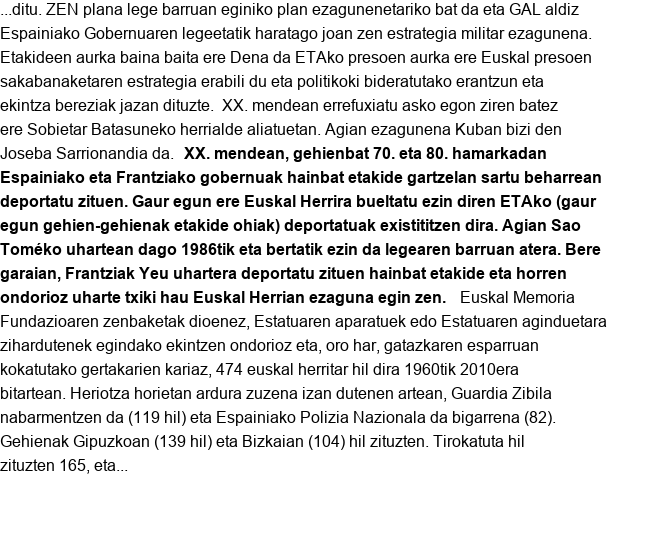 ...ditu. ZEN plana lege barruan eginiko plan ezagunenetariko bat da eta GAL aldiz
Espainiako Gobernuaren legeetatik haratago joan zen estrategia militar ezagunena.
Etakideen aurka baina baita ere Dena da ETAko presoen aurka ere Euskal presoen
sakabanaketaren estrategia erabili du eta politikoki bideratutako erantzun eta
ekintza bereziak jazan dituzte.  XX. mendean errefuxiatu asko egon ziren batez
ere Sobietar Batasuneko herrialde aliatuetan. Agian ezagunena Kuban bizi den
Joseba Sarrionandia da.  XX. mendean, gehienbat 70. eta 80. hamarkadan
Espainiako eta Frantziako gobernuak hainbat etakide gartzelan sartu beharrean
deportatu zituen. Gaur egun ere Euskal Herrira bueltatu ezin diren ETAko (gaur
egun gehien-gehienak etakide ohiak) deportatuak existititzen dira. Agian Sao
Toméko uhartean dago 1986tik eta bertatik ezin da legearen barruan atera. Bere
garaian, Frantziak Yeu uhartera deportatu zituen hainbat etakide eta horren
ondorioz uharte txiki hau Euskal Herrian ezaguna egin zen.   Euskal Memoria
Fundazioaren zenbaketak dioenez, Estatuaren aparatuek edo Estatuaren aginduetara
zihardutenek egindako ekintzen ondorioz eta, oro har, gatazkaren esparruan
kokatutako gertakarien kariaz, 474 euskal herritar hil dira 1960tik 2010era
bitartean. Heriotza horietan ardura zuzena izan dutenen artean, Guardia Zibila
nabarmentzen da (119 hil) eta Espainiako Polizia Nazionala da bigarrena (82).
Gehienak Gipuzkoan (139 hil) eta Bizkaian (104) hil zituzten. Tirokatuta hil
zituzten 165, eta...